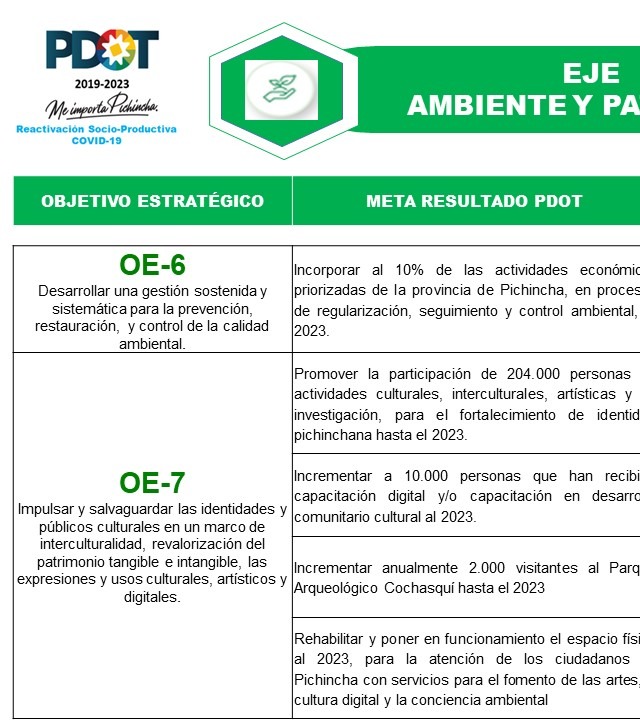 PDOT
2019-2023
Me importa Pichincha.
Reactivación Socio-Productiva
COVID-19
EJE
AMBIENTE Y PA
OBJETIVO ESTRATÉGICO
META RESULTADO PDOT
OE-6
Desarrollar una gestión sostenida y
sistemática para la prevención,
restauración, y control de la calidad
ambiental.
Incorporar al 10% de las actividades económic
priorizadas de la provincia de Pichincha, en proces
de regularización, seguimiento y control ambiental,
2023.
OE-7
Impulsar y salvaguardar las identidades y
públicos culturales en un marco de
interculturalidad, revalorización del
patrimonio tangible e intangible, las
expresiones y usos culturales, artísticos y
digitales.
Promover la participación de 204.000 personas
actividades culturales, interculturales, artísticas y
investigación, para el fortalecimiento de identid
pichinchana hasta el 2023.
Incrementar a 10.000 personas que han recibi
capacitación digital y/o capacitación en desarro
comunitario cultural al 2023.
Incrementar anualmente 2.000 visitantes al Parq
Arqueológico Cochasquí hasta el 2023
Rehabilitar y poner en funcionamiento el espacio físi
al 2023, para la atención de los ciudadanos
Pichincha con servicios para el fomento de las artes,
cultura digital y la conciencia ambiental